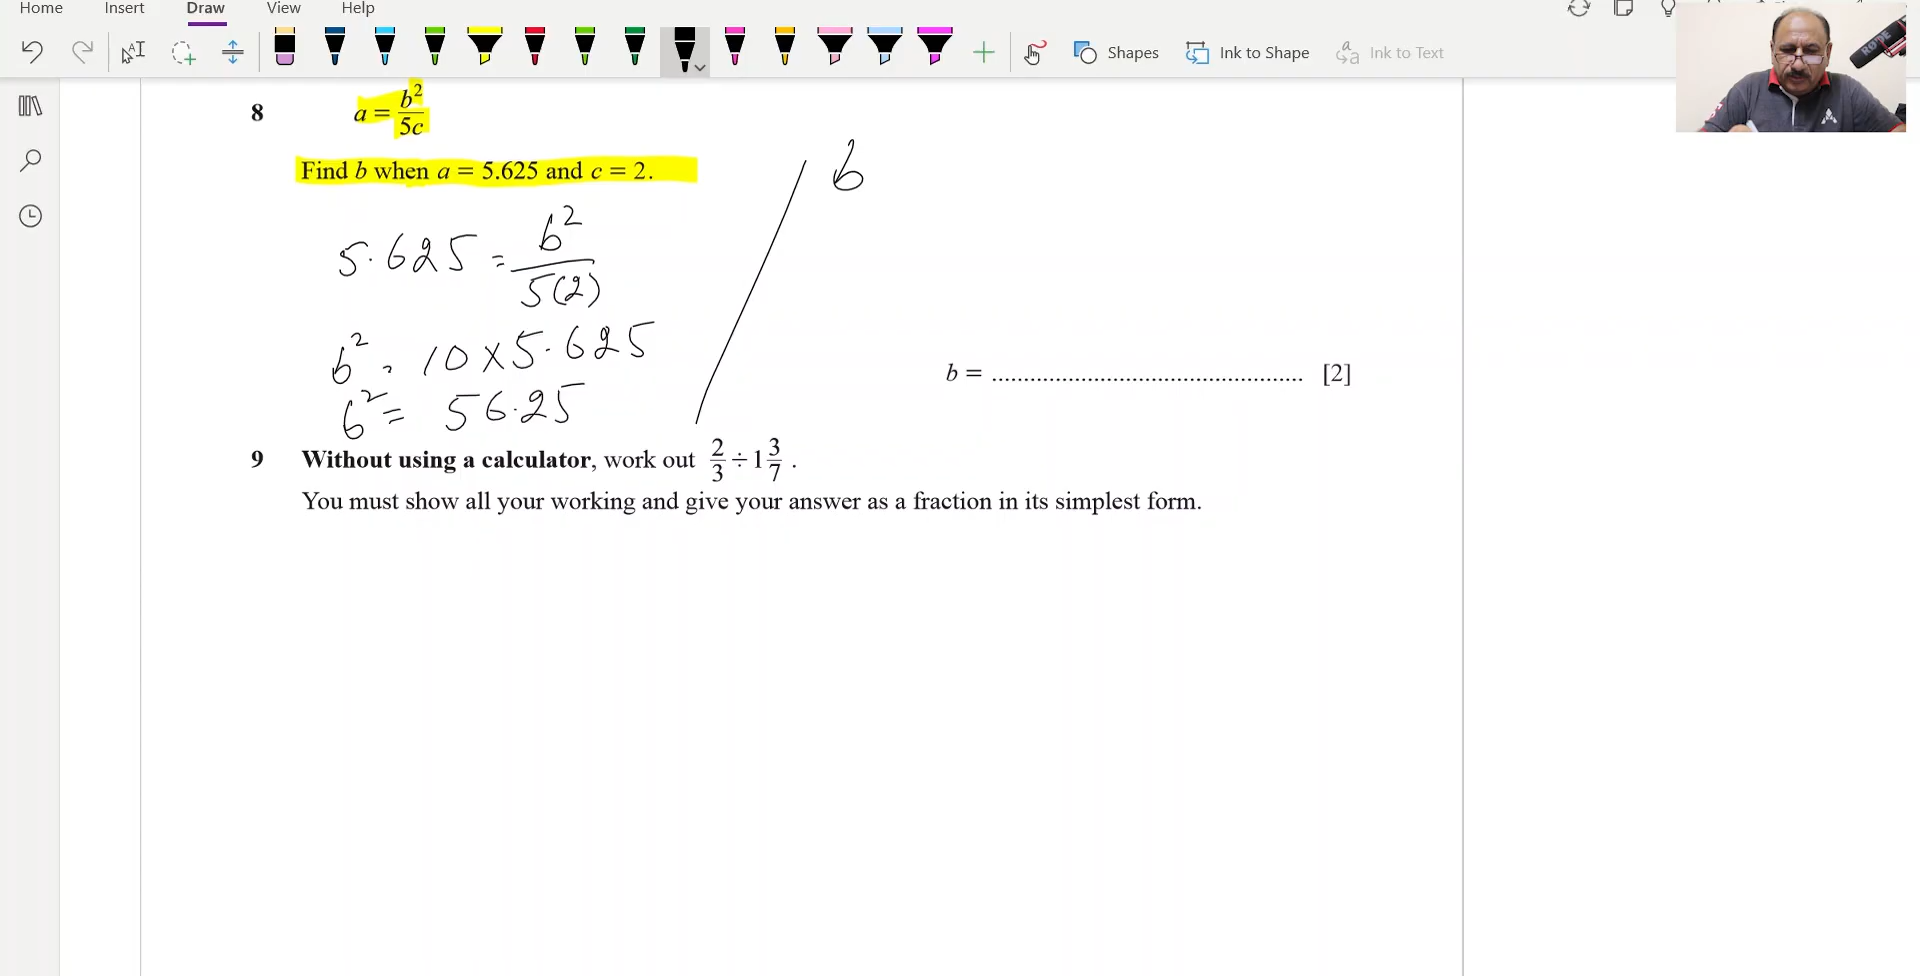 Home Insert Draw View Help
Shapes Ink to Shape Ink to Text
RØDE
8 a = b²/5c
Find b when a = 5.625 and c = 2.
5.625 = b²/5(2)
b² = 10 × 5.625
b² = 56.25
b
b = ................................................ [2]
9 Without using a calculator, work out 2/3 ÷ 1 3/7 .
You must show all your working and give your answer as a fraction in its simplest form.